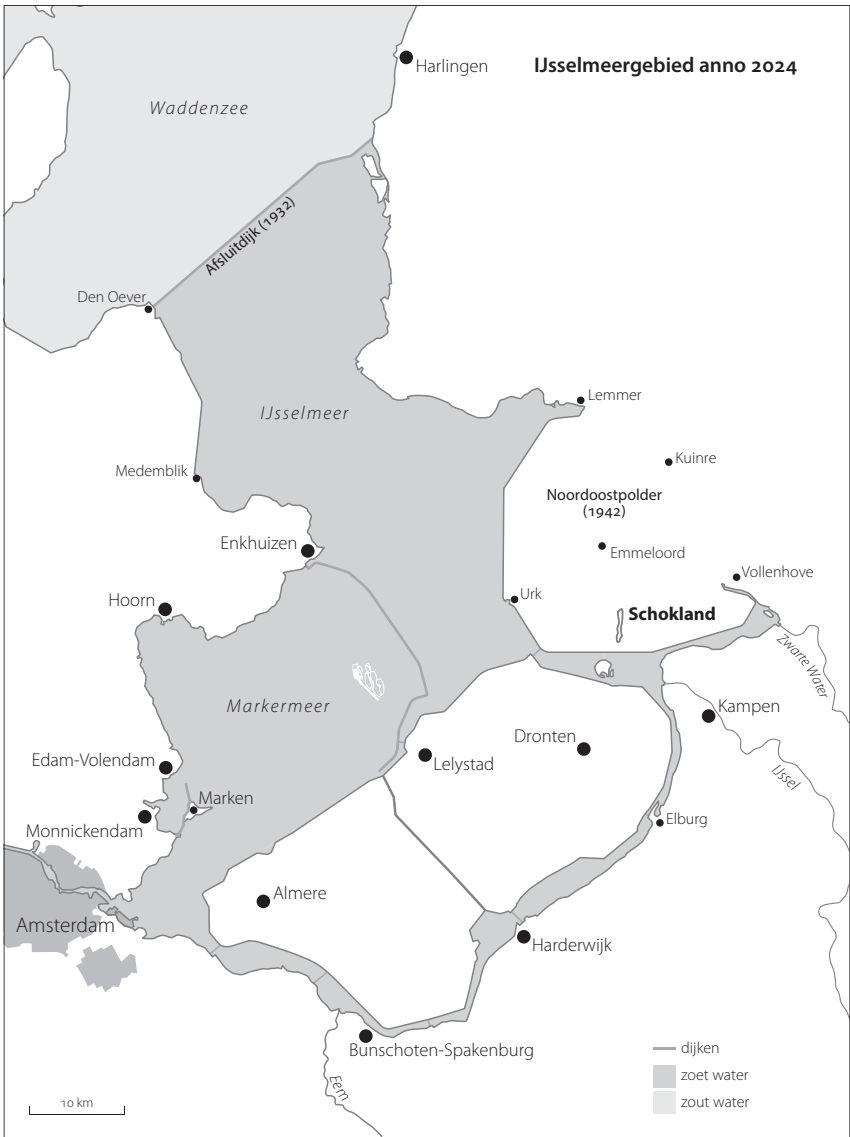 Harlingen
IJsselmeergebied anno 2024
Waddenzee
Afsluitdijk (1932)
Den Oever
IJsselmeer
Lemmer
Medemblik
Kuinre
Noordoostpolder
(1942)
Enkhuizen
Emmeloord
Vollenhove
Hoorn
Urk
Schokland
Zwarte Water
Markermeer
Kampen
Dronten
Edam-Volendam
Lelystad
IJssel
Marken
Monnickendam
Elburg
Almere
Amsterdam
Harderwijk
Bunschoten-Spakenburg
Eem
dijken
zoet water
zout water
10 km